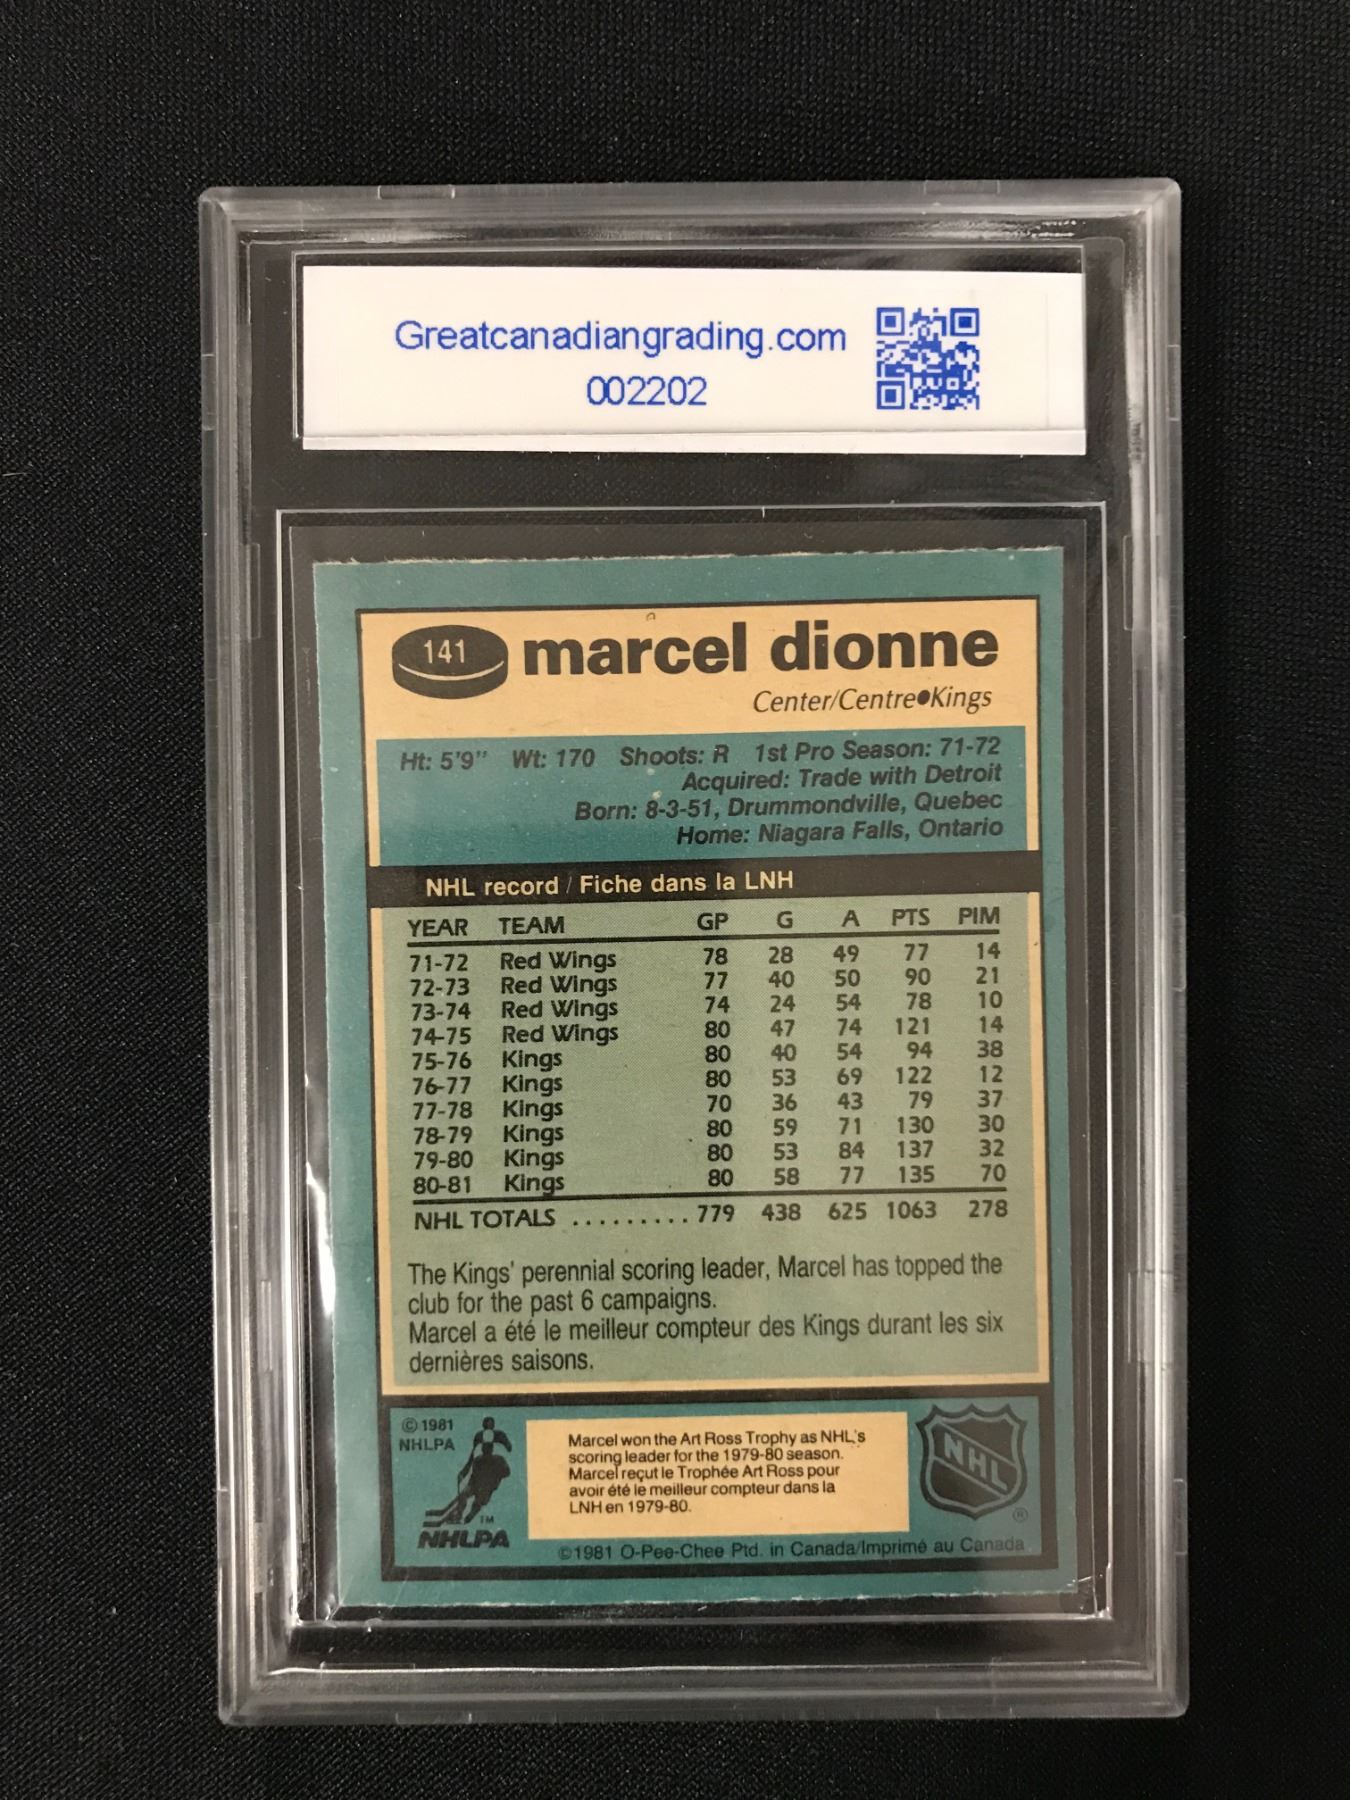 Greatcanadiangrading.com
002202
141 marcel dionne
Center/Centre●Kings
Ht: 5'9" Wt: 170 Shoots: R 1st Pro Season: 71-72
Acquired: Trade with Detroit
Born: 8-3-51, Drummondville, Quebec
Home: Niagara Falls, Ontario
NHL record / Fiche dans la LNH
YEAR TEAM GP G A PTS PIM
71-72 Red Wings 78 28 49 77 14
72-73 Red Wings 77 40 50 90 21
73-74 Red Wings 74 24 54 78 10
74-75 Red Wings 80 47 74 121 14
75-76 Kings 80 40 54 94 38
76-77 Kings 80 53 69 122 12
77-78 Kings 70 36 43 79 37
78-79 Kings 80 59 71 130 30
79-80 Kings 80 53 84 137 32
80-81 Kings 80 58 77 135 70
NHL TOTALS ......... 779 438 625 1063 278
The Kings' perennial scoring leader, Marcel has topped the
club for the past 6 campaigns.
Marcel a été le meilleur compteur des Kings durant les six
dernières saisons.
© 1981
NHLPA
TM
NHLPA
Marcel won the Art Ross Trophy as NHL's
scoring leader for the 1979-80 season.
Marcel reçut le Trophée Art Ross pour
avoir été le meilleur compteur dans la
LNH en 1979-80.
NHL
®
©1981 O-Pee-Chee Ptd. in Canada/Imprimé au Canada